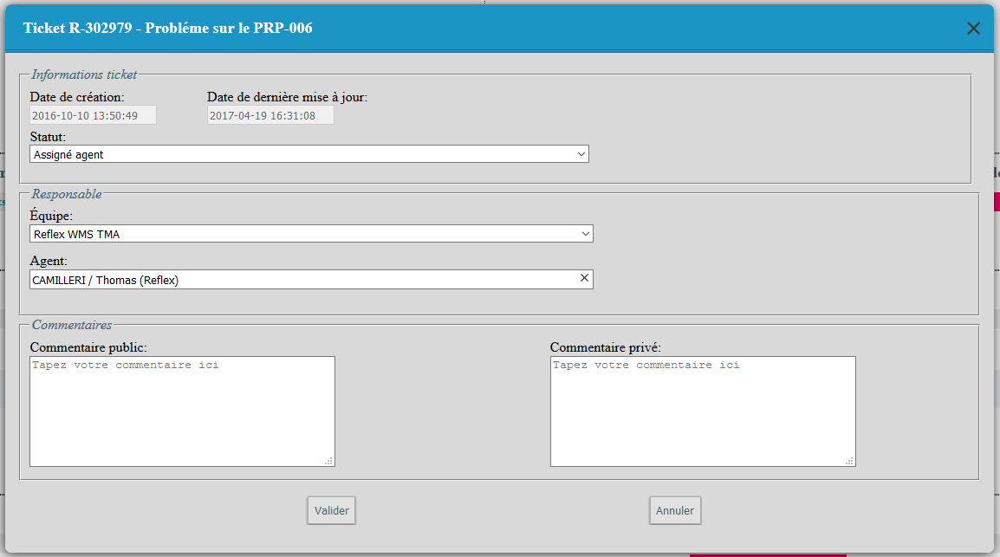 Ticket R-302979 - Probléme sur le PRP-006
Informations ticket
Date de création: Date de dernière mise à jour:
2016-10-10 13:50:49 2017-04-19 16:31:08
Statut:
Assigné agent
Responsable
Équipe:
Reflex WMS TMA
Agent:
CAMILLERI / Thomas (Reflex)
Commentaires
Commentaire public: Commentaire privé:
Tapez votre commentaire ici Tapez votre commentaire ici
Valider Annuler